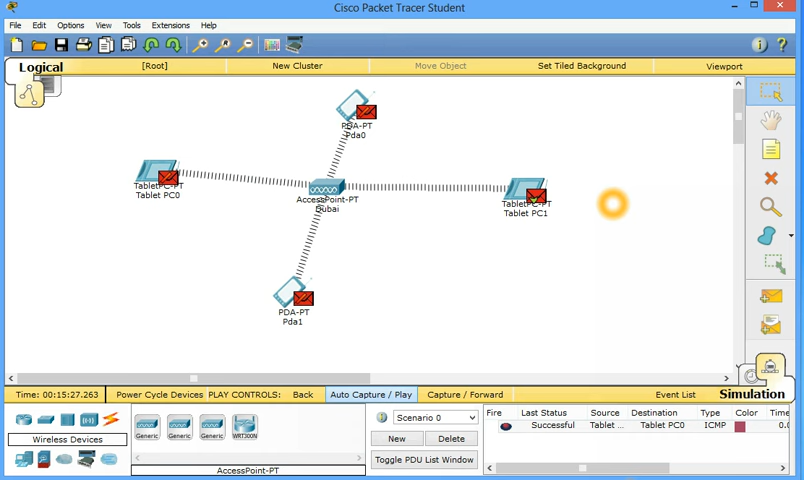 Cisco Packet Tracer Student
File Edit Options View Tools Extensions Help
Logical [Root] New Cluster Move Object Set Tiled Background Viewport
PDA-PT
Pda0
TabletPC-PT
Tablet PC0
AccessPoint-PT
Dubai
TabletPC-PT
Tablet PC1
PDA-PT
Pda1
Time: 00:15:27.263 Power Cycle Devices PLAY CONTROLS: Back Auto Capture / Play Capture / Forward Event List Simulation
Wireless Devices
Generic Generic Generic WRT300N
AccessPoint-PT
Scenario 0
New Delete
Toggle PDU List Window
Fire Last Status Source Destination Type Color Time
Successful Tablet ... Tablet PC0 ICMP 0.0